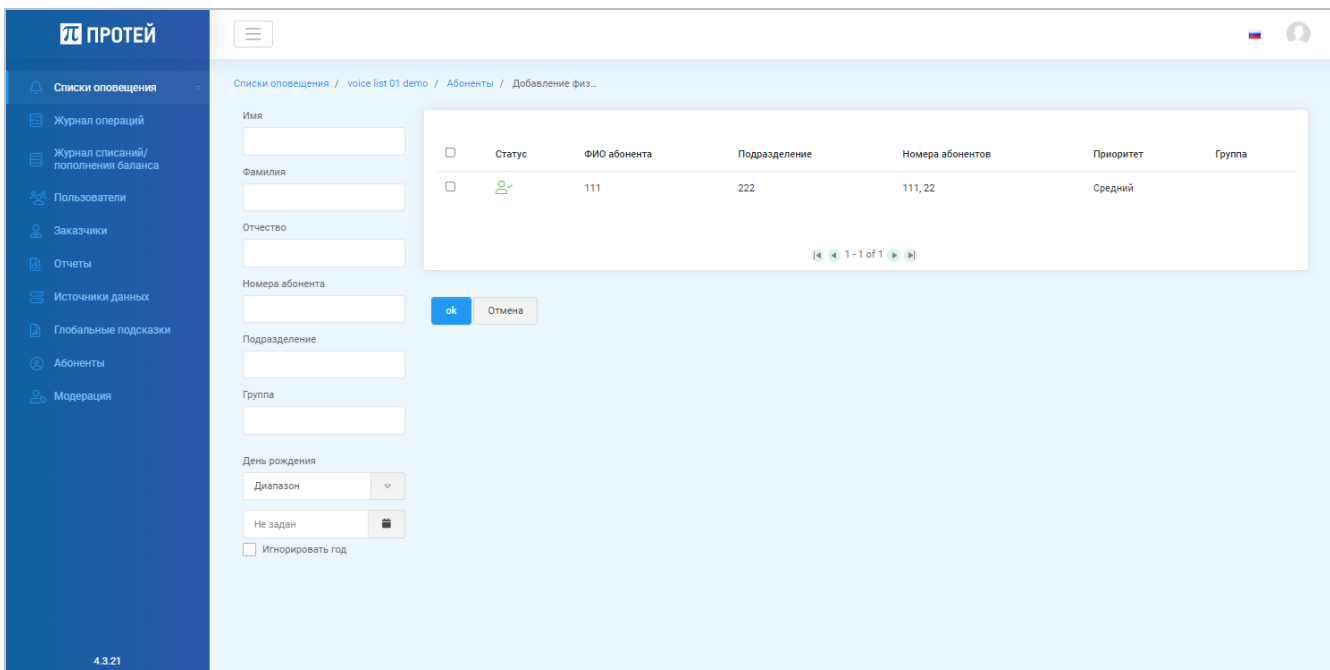 ПРОТЕЙ
Списки оповещения
Журнал операций
Журнал списаний/
пополнения баланса
Пользователи
Заказчики
Отчеты
Источники данных
Глобальные подсказки
Абоненты
Модерация
4.3.21
Списки оповещения / voice list 01 demo / Абоненты / Добавление физ...
Имя
Фамилия
Отчество
Номера абонента
Подразделение
Группа
День рождения
Диапазон
Не задан
Игнорировать год
Статус ФИО абонента Подразделение Номера абонентов Приоритет Группа
111 222 111, 22 Средний
1 - 1 of 1
ok Отмена